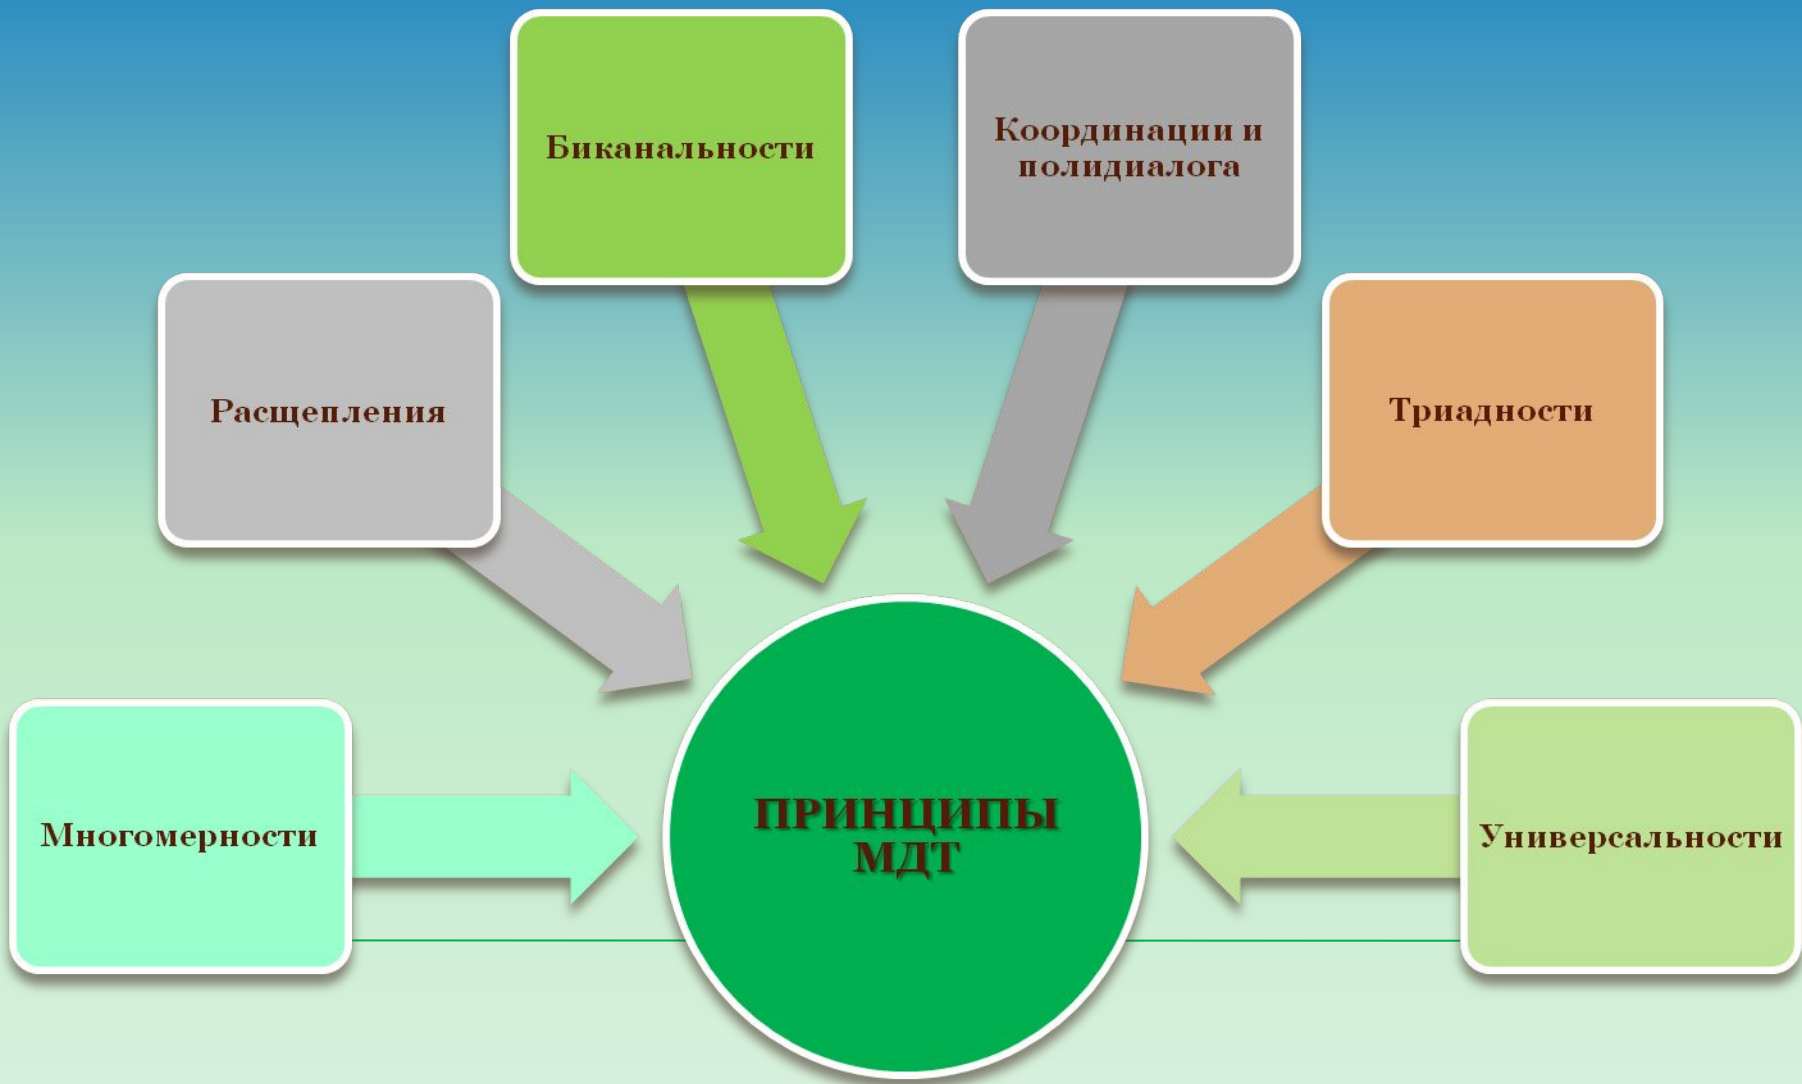 Биканальности
Координации и
полидиалога
Расщепления
Триадности
Многомерности
ПРИНЦИПЫ
МДТ
Универсальности